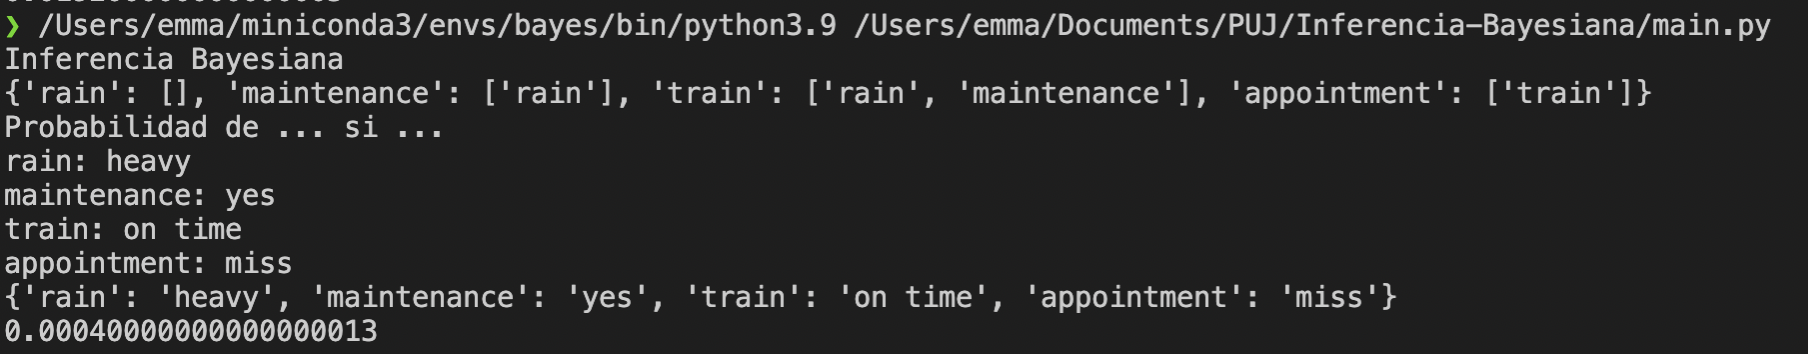 ❯ /Users/emma/miniconda3/envs/bayes/bin/python3.9 /Users/emma/Documents/PUJ/Inferencia-Bayesiana/main.py
Inferencia Bayesiana
{'rain': [], 'maintenance': ['rain'], 'train': ['rain', 'maintenance'], 'appointment': ['train']}
Probabilidad de ... si ...
rain: heavy
maintenance: yes
train: on time
appointment: miss
{'rain': 'heavy', 'maintenance': 'yes', 'train': 'on time', 'appointment': 'miss'}
0.00040000000000000013